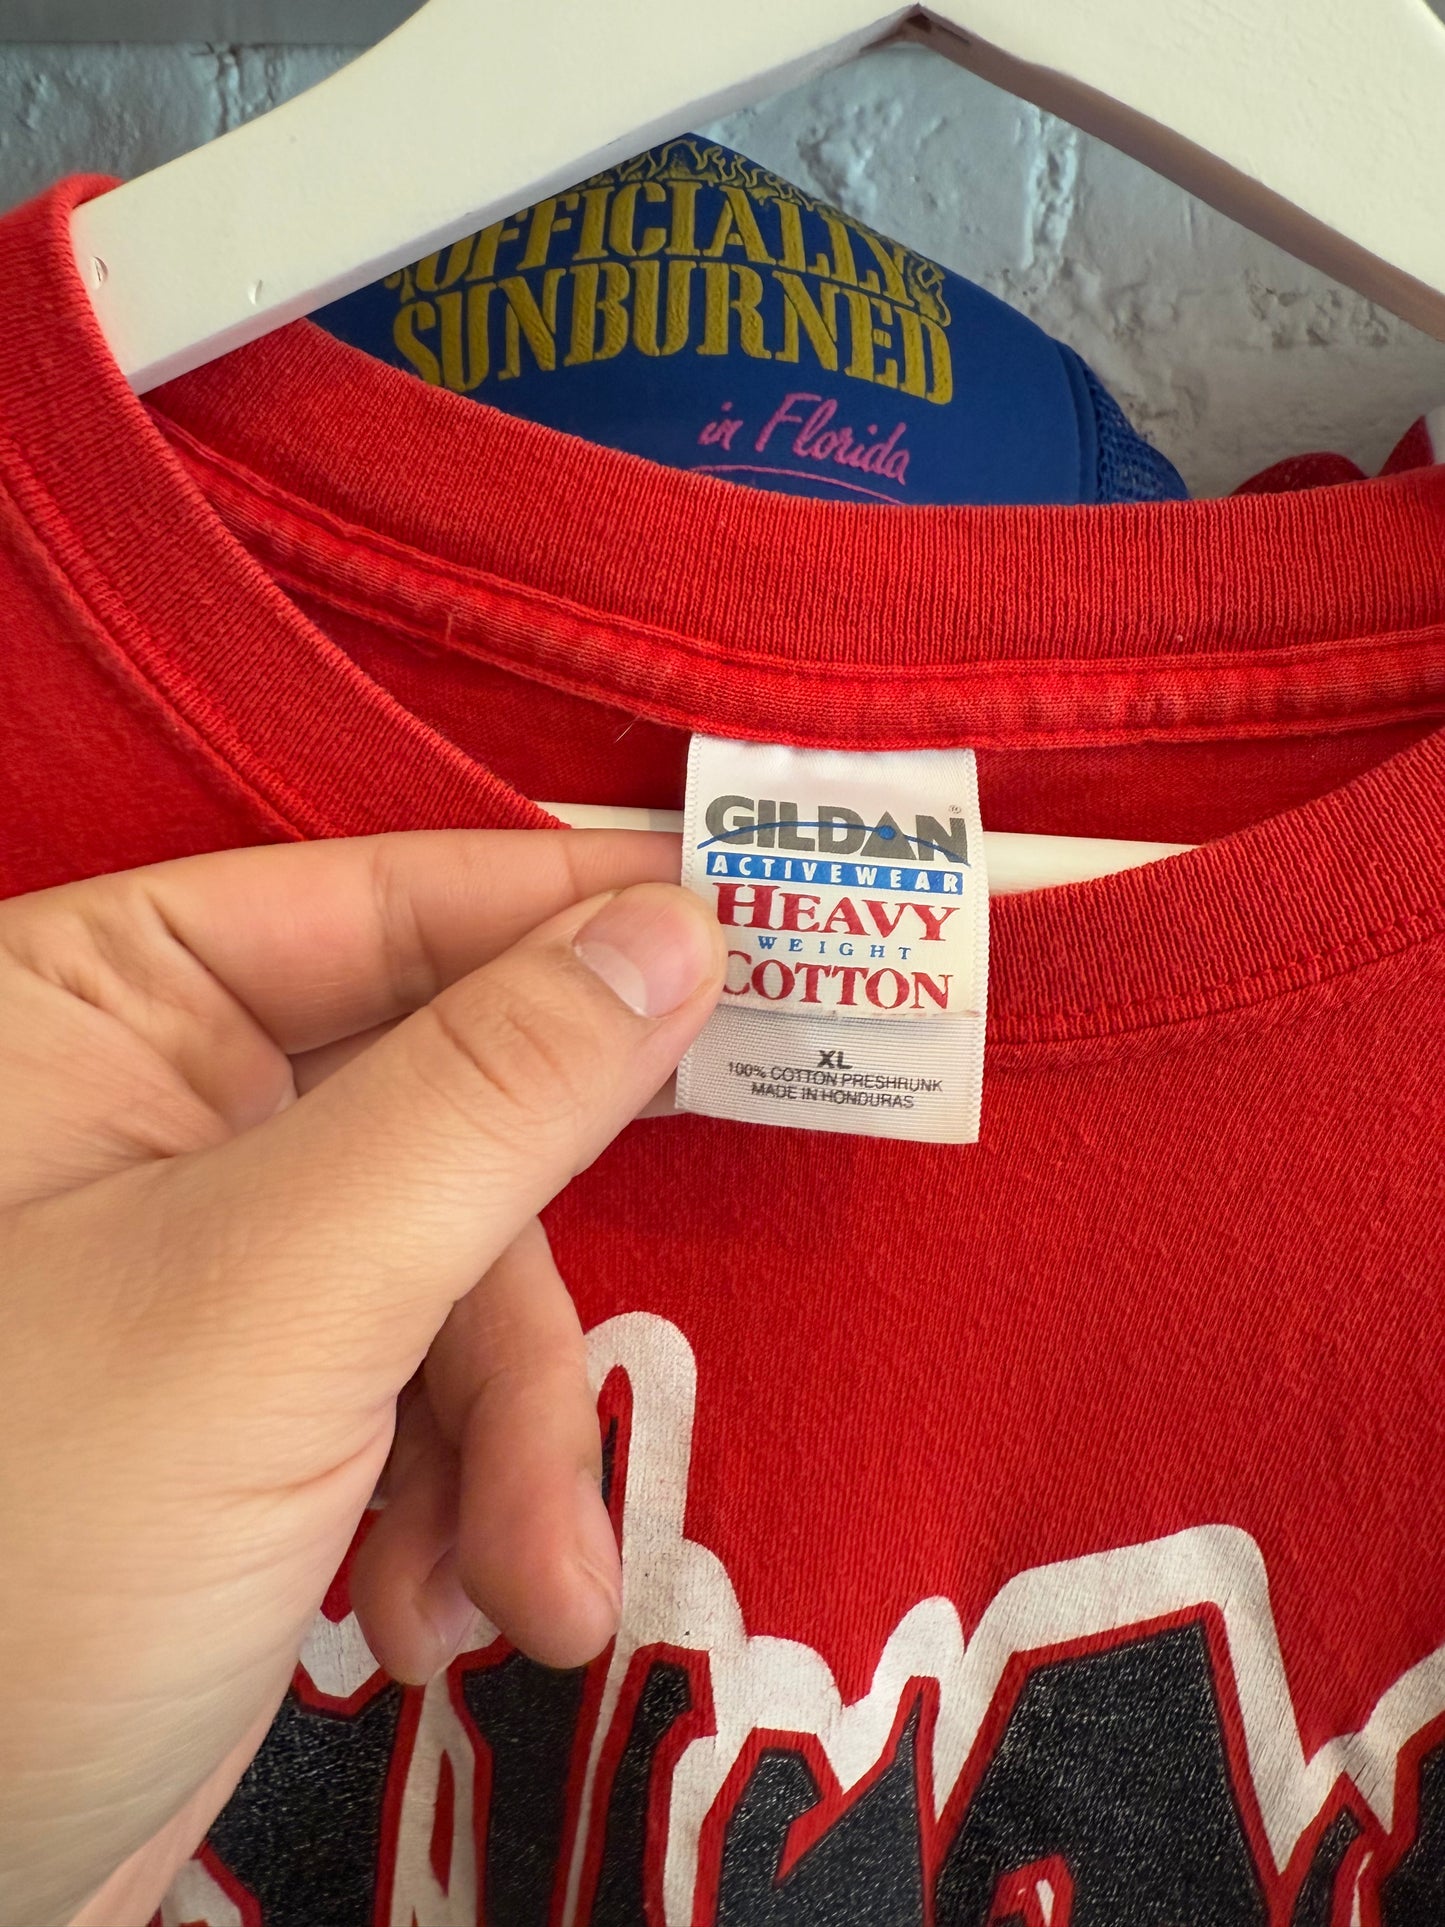 OFFICIALLY
SUNBURNED
in Florida
GILDAN®
ACTIVEWEAR
HEAVY
WEIGHT
COTTON
XL
100% COTTON PRESHRUNK
MADE IN HONDURAS